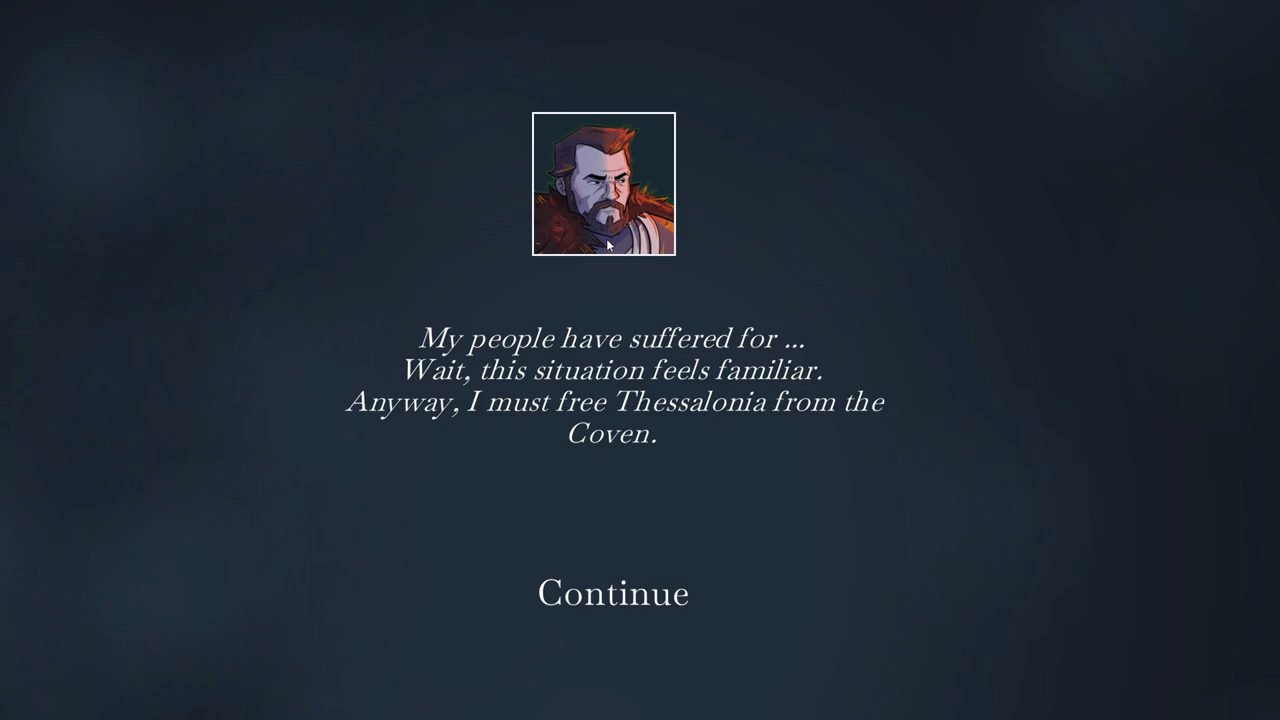 My people have suffered for ...
Wait, this situation feels familiar.
Anyway, I must free Thessalonia from the
Coven.
Continue